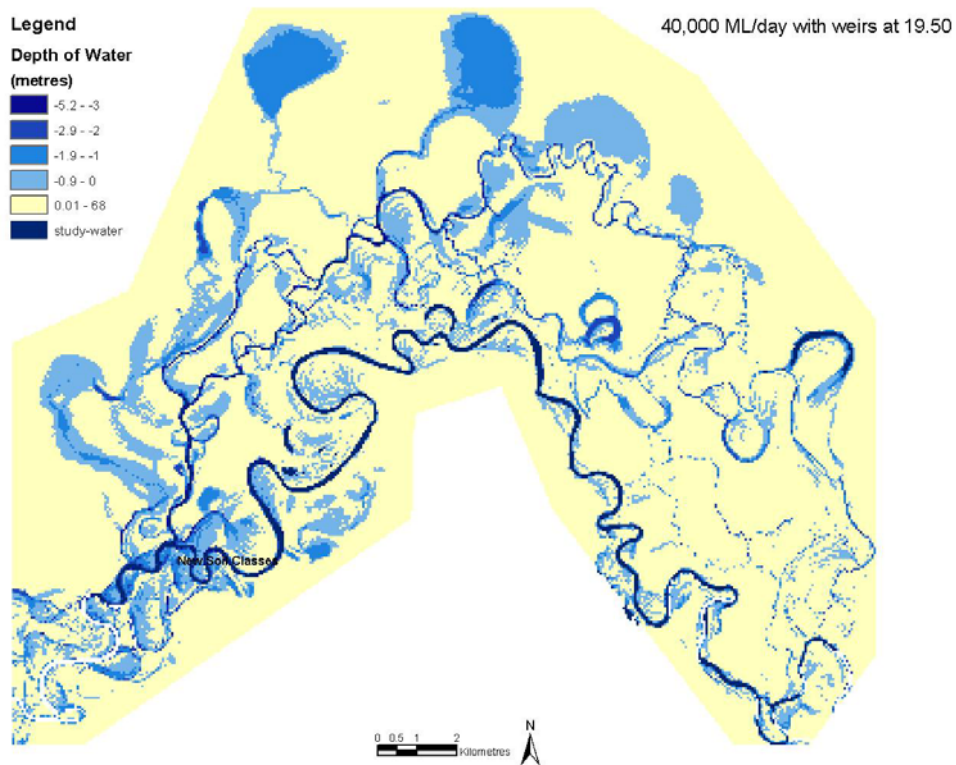 Legend
40,000 ML/day with weirs at 19.50
Depth of Water
(metres)
-5.2 - -3
-2.9 - -2
-1.9 - -1
-0.9 - 0
0.01 - 68
study-water
New Soil Classes
N
0 0.5 1 2
Kilometres